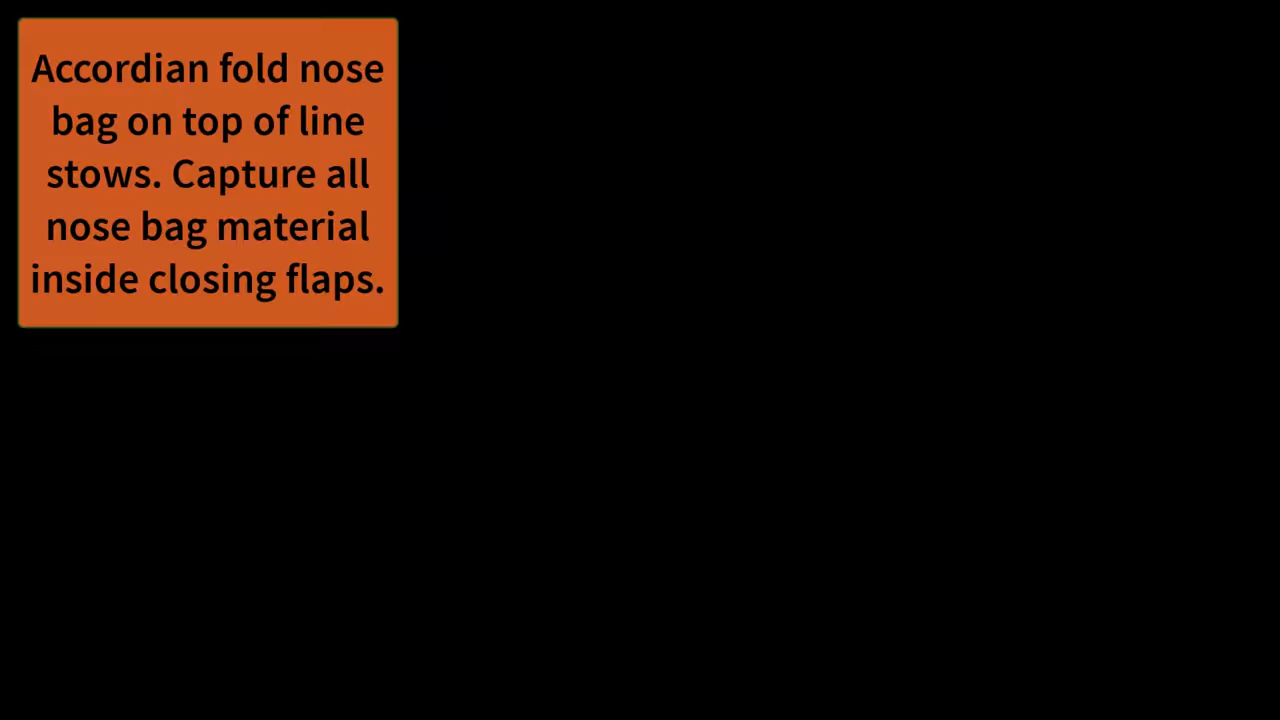 Accordian fold nose
bag on top of line
stows. Capture all
nose bag material
inside closing flaps.